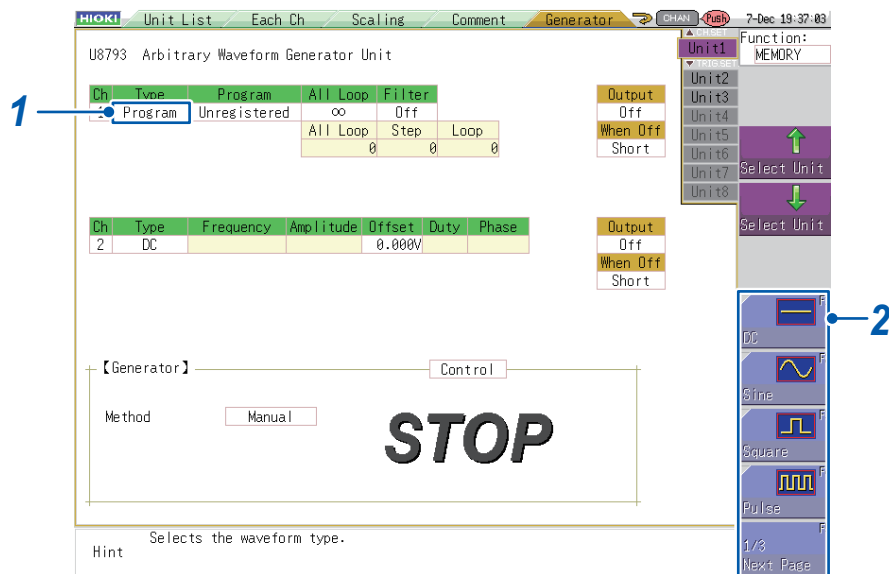 HIOKI Unit List Each Ch Scaling Comment Generator CHAN Push 7-Dec 19:37:03
U8793 Arbitrary Waveform Generator Unit
▲ CH.SET
Unit1
▼ TRIG.SET
Unit2
Unit3
Unit4
Unit5
Unit6
Unit7
Unit8
Function:
MEMORY
Select Unit
Select Unit
1
Ch Type Program All Loop Filter
1 Program Unregistered ∞ Off
All Loop Step Loop
0 0 0
Output
Off
When Off
Short
Ch Type Frequency Amplitude Offset Duty Phase
2 DC 0.000V
Output
Off
When Off
Short
2
F
DC
F
Sine
F
Square
F
Pulse
F
1/3
Next Page
【Generator】 Control
Method Manual
STOP
Hint Selects the waveform type.